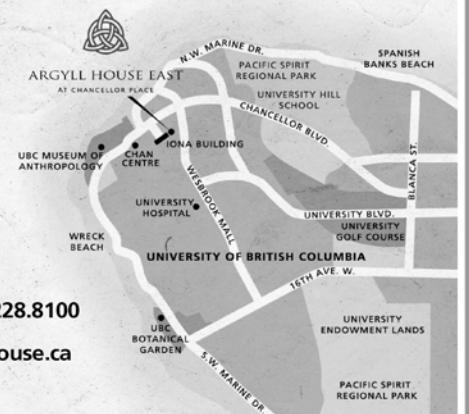 N.W. MARINE DR.
SPANISH
BANKS BEACH
PACIFIC SPIRIT
REGIONAL PARK
ARGYLL HOUSE EAST
AT CHANCELLOR PLACE
UNIVERSITY HILL
SCHOOL
CHANCELLOR BLVD.
IONA BUILDING
UBC MUSEUM OF
ANTHROPOLOGY
CHAN
CENTRE
BLANCA ST.
WESBROOK MALL
UNIVERSITY
HOSPITAL
UNIVERSITY BLVD.
UNIVERSITY
GOLF COURSE
WRECK
BEACH
UNIVERSITY OF BRITISH COLUMBIA
16TH AVE. W.
228.8100
UBC
BOTANICAL
GARDEN
UNIVERSITY
ENDOWMENT LANDS
ouse.ca
S.W. MARINE DR.
PACIFIC SPIRIT
REGIONAL PARK